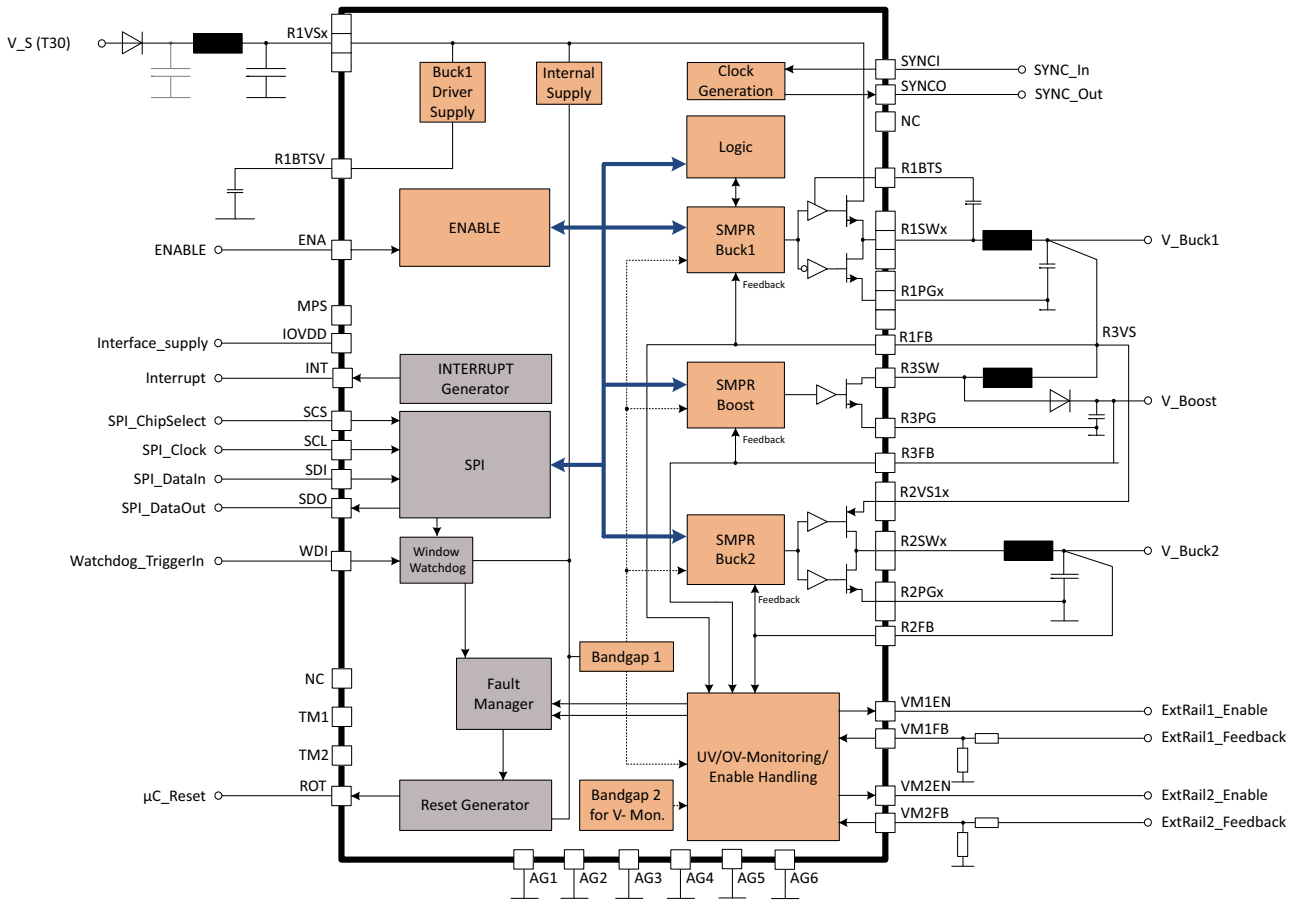 V_S (T30)
R1VSx
Buck1
Driver
Supply
Internal
Supply
Clock
Generation
SYNCI
SYNC_In
SYNCO
SYNC_Out
NC
Logic
R1BTSV
R1BTS
ENABLE
ENA
ENABLE
SMPR
Buck1
R1SWx
V_Buck1
Feedback
R1PGx
MPS
IOVDD
Interface_supply
R1FB
R3VS
INT
Interrupt
INTERRUPT
Generator
SMPR
Boost
R3SW
V_Boost
R3PG
Feedback
R3FB
SCS
SPI_ChipSelect
SCL
SPI_Clock
SPI
SDI
SPI_DataIn
SDO
SPI_DataOut
R2VS1x
WDI
Watchdog_TriggerIn
Window
Watchdog
SMPR
Buck2
R2SWx
V_Buck2
R2PGx
Feedback
R2FB
Bandgap 1
NC
TM1
TM2
Fault
Manager
UV/OV-Monitoring/
Enable Handling
VM1EN
ExtRail1_Enable
VM1FB
ExtRail1_Feedback
ROT
µC_Reset
Reset Generator
Bandgap 2
for V- Mon.
VM2EN
ExtRail2_Enable
VM2FB
ExtRail2_Feedback
AG1
AG2
AG3
AG4
AG5
AG6